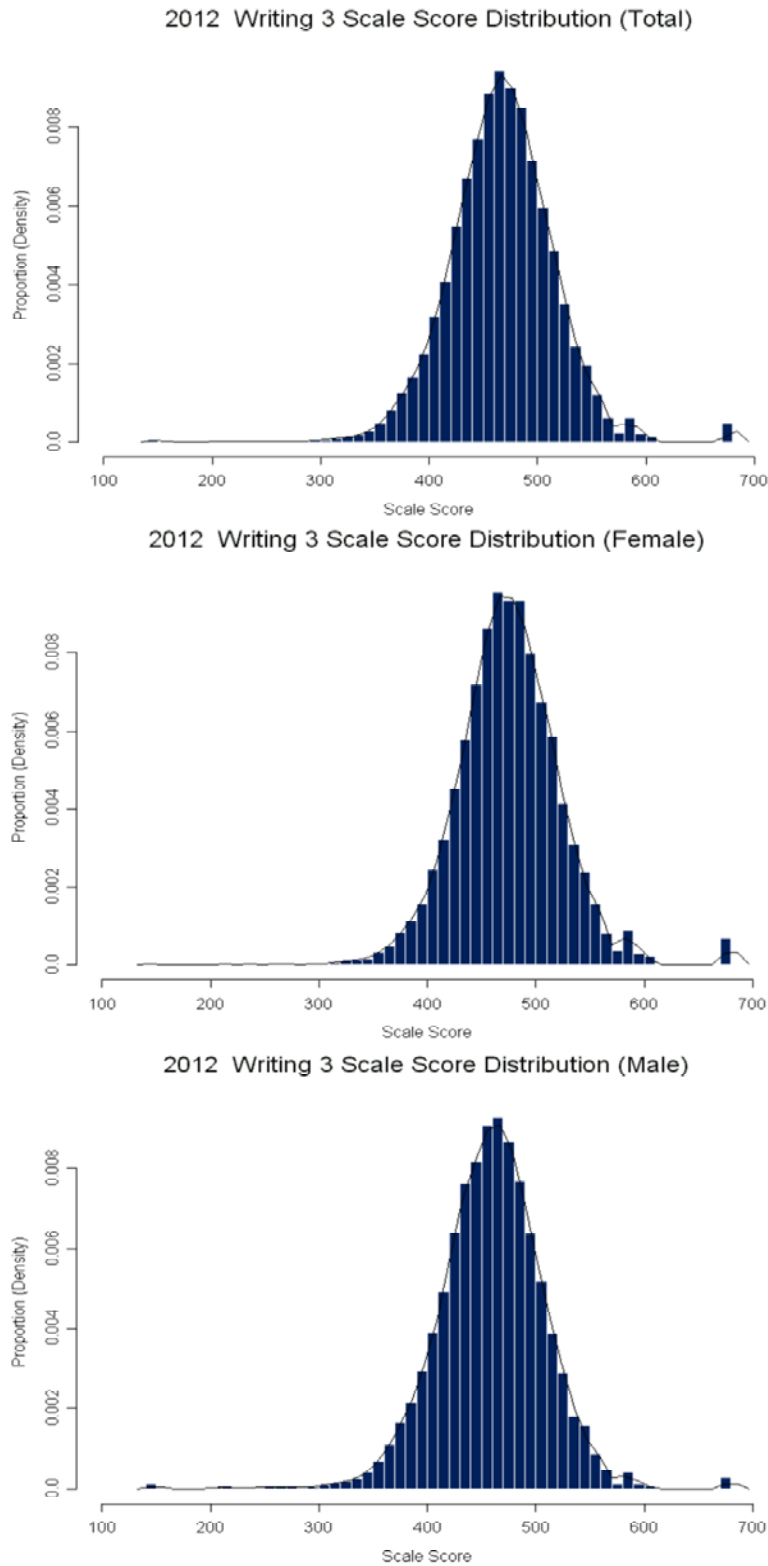 2012 Writing 3 Scale Score Distribution (Total)
Proportion (Density)
0.008
0.006
0.004
0.002
0.0
100 200 300 400 500 600 700
Scale Score
2012 Writing 3 Scale Score Distribution (Female)
Proportion (Density)
0.008
0.006
0.004
0.002
0.0
100 200 300 400 500 600 700
Scale Score
2012 Writing 3 Scale Score Distribution (Male)
Proportion (Density)
0.008
0.006
0.004
0.002
0.0
100 200 300 400 500 600 700
Scale Score